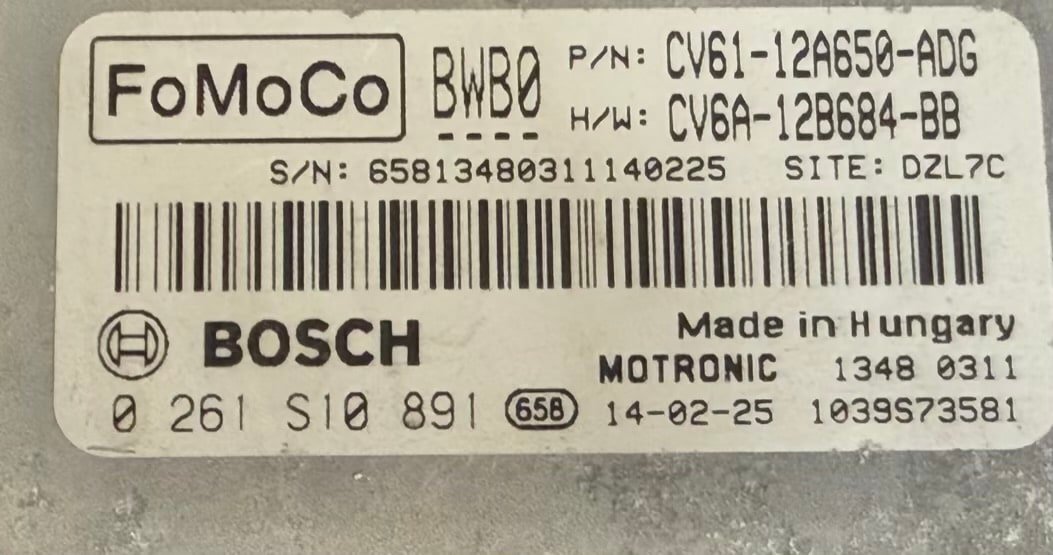 FoMoCo BWB0 P/N: CV61-12A650-ADG
H/W: CV6A-12B684-BB
S/N: 65813480311140225 SITE: DZL7C
BOSCH Made in Hungary
MOTRONIC 1348 0311
0 261 S10 891 658 14-02-25 1039S73581